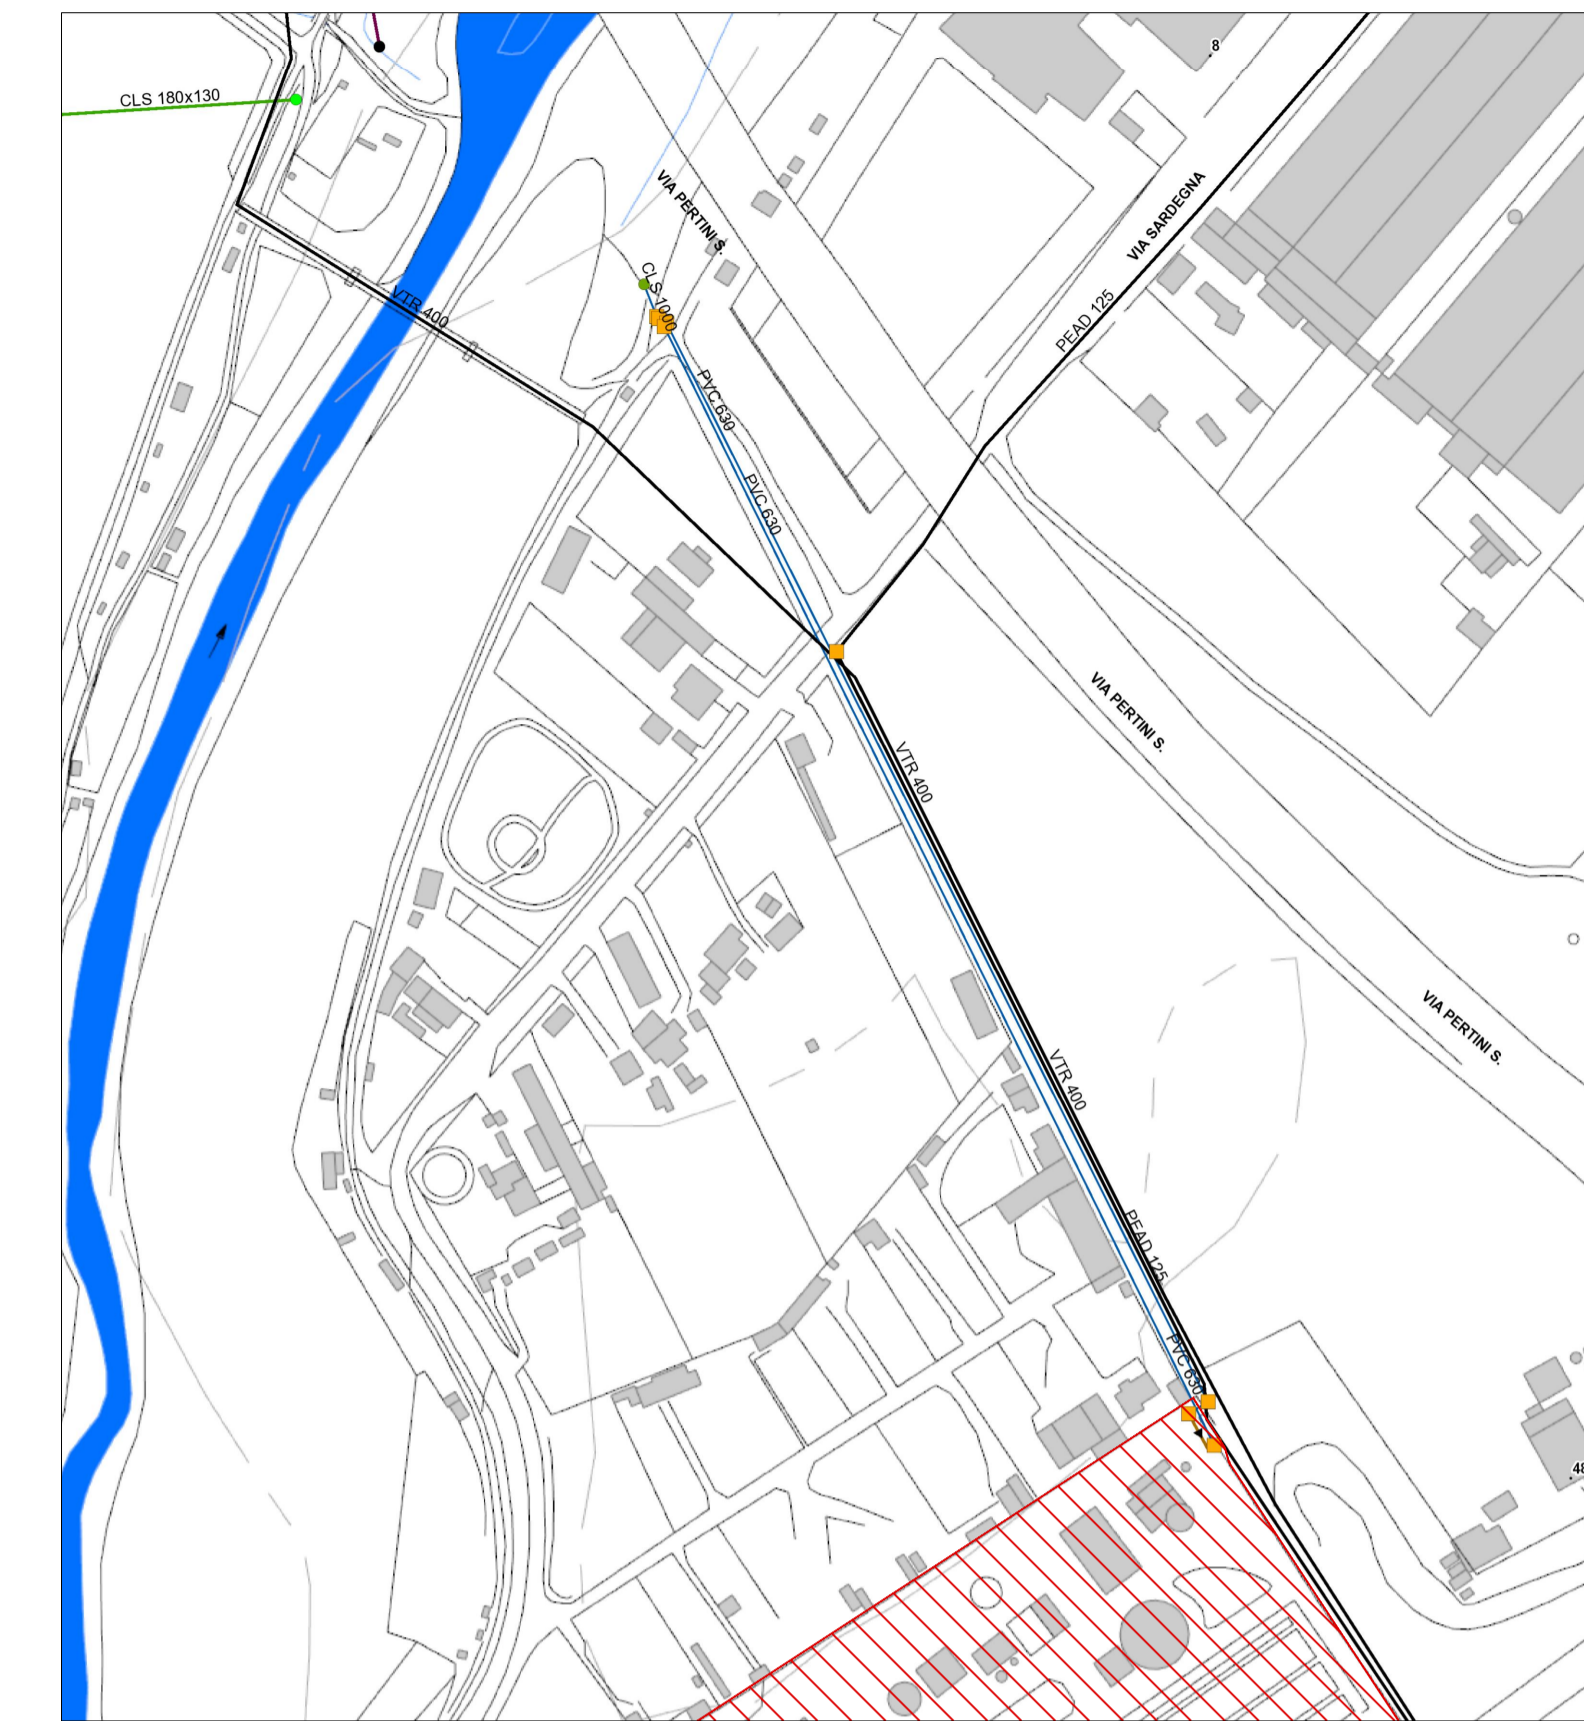 8
CLS 180x130
VIA PERTINI S.
VIA SARDEGNA
CLS 1000
VTR 400
PEAD 125
PVC 630
PVC 630
VIA PERTINI S.
VTR 400
VIA PERTINI S.
VTR 400
PEAD 125
PVC 630
48